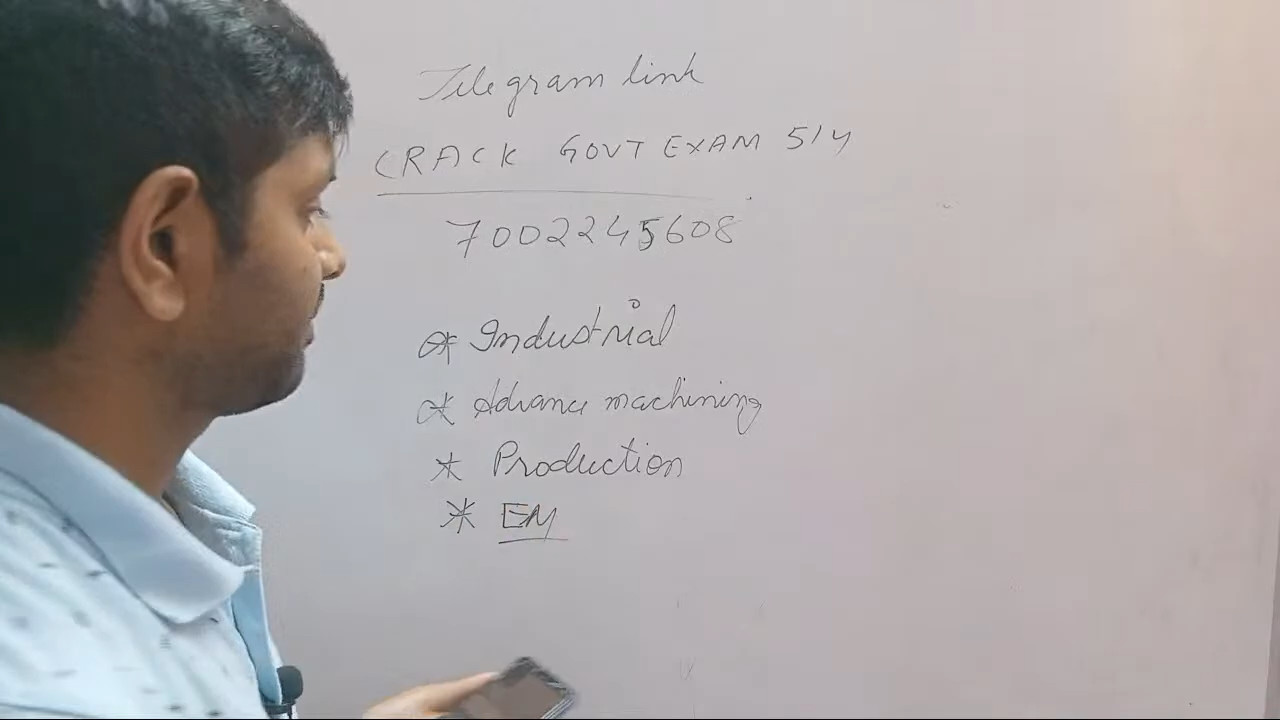 Telegram link
CRACK GOVT EXAM 514
7002245608
* Industrial
* Advance machining
* Production
* EM